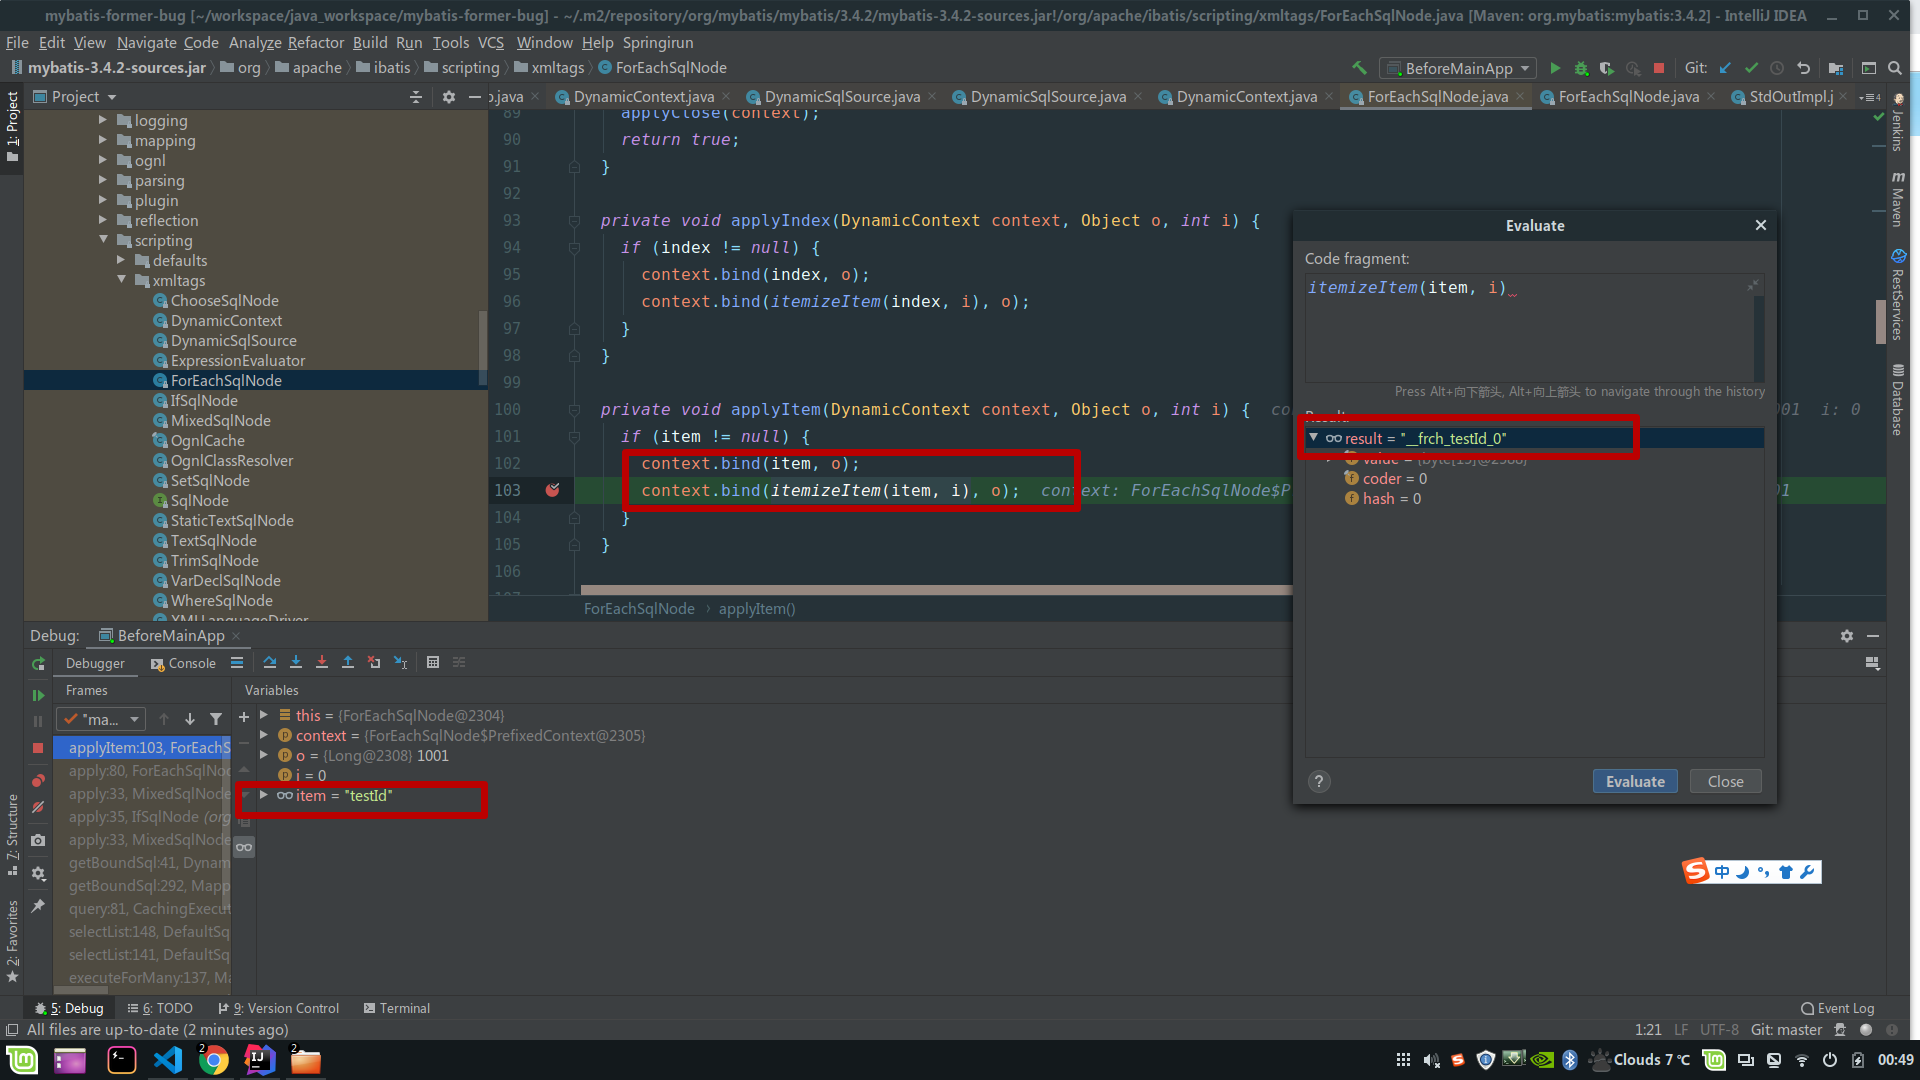 mybatis-former-bug [~/workspace/java_workspace/mybatis-former-bug] - ~/.m2/repository/org/mybatis/mybatis/3.4.2/mybatis-3.4.2-sources.jar!/org/apache/ibatis/scripting/xmltags/ForEachSqlNode.java [Maven: org.mybatis:mybatis:3.4.2] - IntelliJ IDEA
File Edit View Navigate Code Analyze Refactor Build Run Tools VCS Window Help Springirun
mybatis-3.4.2-sources.jar org apache ibatis scripting xmltags ForEachSqlNode
BeforeMainApp Git:
1: Project
Project
p.java DynamicContext.java DynamicSqlSource.java DynamicSqlSource.java DynamicContext.java ForEachSqlNode.java ForEachSqlNode.java StdOutImpl.j 4
logging
mapping
ognl
parsing
plugin
reflection
scripting
defaults
xmltags
ChooseSqlNode
DynamicContext
DynamicSqlSource
ExpressionEvaluator
ForEachSqlNode
IfSqlNode
MixedSqlNode
OgnlCache
OgnlClassResolver
SetSqlNode
SqlNode
StaticTextSqlNode
TextSqlNode
TrimSqlNode
VarDeclSqlNode
WhereSqlNode
XMLLanguageDriver
89 applyClose(context);
90 return true;
91 }
92
93 private void applyIndex(DynamicContext context, Object o, int i) {
94 if (index != null) {
95 context.bind(index, o);
96 context.bind(itemizeItem(index, i), o);
97 }
98 }
99
100 private void applyItem(DynamicContext context, Object o, int i) { co 001 i: 0
101 if (item != null) {
102 context.bind(item, o);
103 context.bind(itemizeItem(item, i), o); context: ForEachSqlNode$P 01
104 }
105 }
106
107
ForEachSqlNode applyItem()
Evaluate
Code fragment:
itemizeItem(item, i)
Press Alt+向下箭头, Alt+向上箭头 to navigate through the history
Result:
result = "__frch_testId_0"
value = {byte[15]@2368}
coder = 0
hash = 0
?
Evaluate Close
Jenkins
Maven
RestServices
Database
Debug: BeforeMainApp
Debugger Console
Frames Variables
"ma...
applyItem:103, ForEachS
apply:80, ForEachSqlNod
apply:33, MixedSqlNode
apply:35, IfSqlNode (org
apply:33, MixedSqlNode
getBoundSql:41, Dynam
getBoundSql:292, Mapp
query:81, CachingExecut
selectList:148, DefaultSq
selectList:141, DefaultSq
executeForMany:137, Ma
this = {ForEachSqlNode@2304}
context = {ForEachSqlNode$PrefixedContext@2305}
o = {Long@2308} 1001
i = 0
item = "testId"
7: Structure
2: Favorites
中
5: Debug 6: TODO 9: Version Control Terminal Event Log
All files are up-to-date (2 minutes ago) 1:21 LF UTF-8 Git: master
2 2
Clouds 7 ℃ 00:49